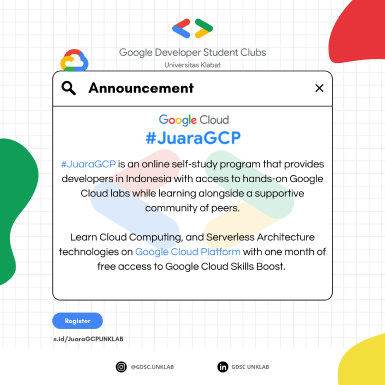 Google Developer Student Clubs
Universitas Klabat
Announcement
Google Cloud
#JuaraGCP
#JuaraGCP is an online self-study program that provides
developers in Indonesia with access to hands-on Google
Cloud labs while learning alongside a supportive
community of peers.
Learn Cloud Computing, and Serverless Architecture
technologies on Google Cloud Platform with one month of
free access to Google Cloud Skills Boost.
Register
s.id/JuaraGCPUNKLAB
@GDSC.UNKLAB
GDSC UNKLAB